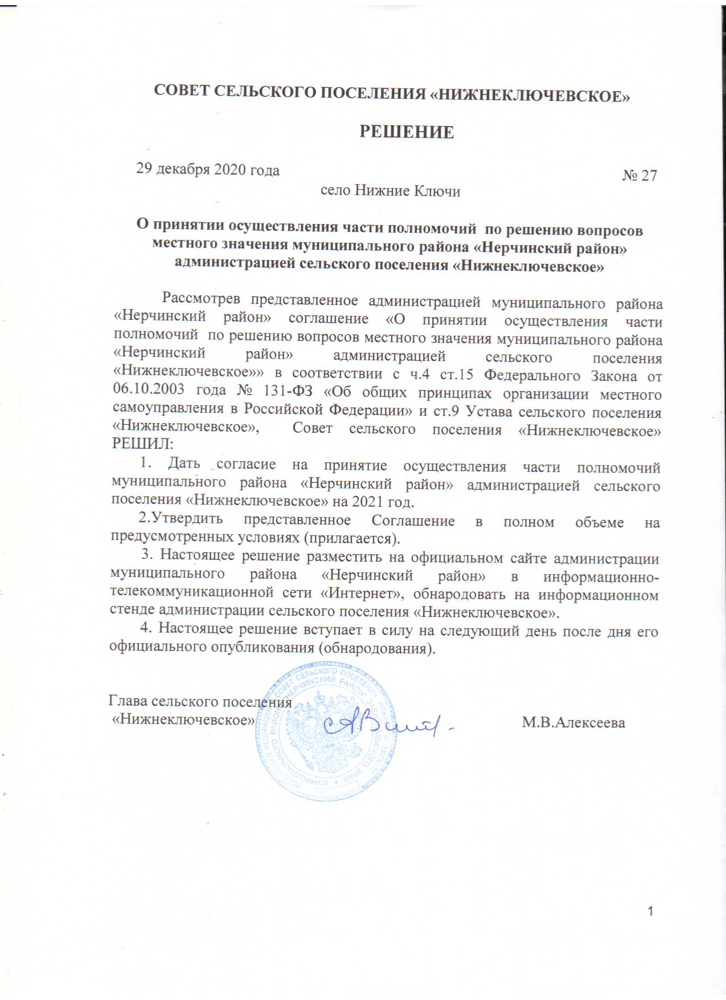 СОВЕТ СЕЛЬСКОГО ПОСЕЛЕНИЯ «НИЖНЕКЛЮЧЕВСКОЕ»
РЕШЕНИЕ
29 декабря 2020 года № 27
село Нижние Ключи
О принятии осуществления части полномочий по решению вопросов
местного значения муниципального района «Нерчинский район»
администрацией сельского поселения «Нижнеключевское»
Рассмотрев представленное администрацией муниципального района
«Нерчинский район» соглашение «О принятии осуществления части
полномочий по решению вопросов местного значения муниципального района
«Нерчинский район» администрацией сельского поселения
«Нижнеключевское»» в соответствии с ч.4 ст.15 Федерального Закона от
06.10.2003 года № 131-ФЗ «Об общих принципах организации местного
самоуправления в Российской Федерации» и ст.9 Устава сельского поселения
«Нижнеключевское», Совет сельского поселения «Нижнеключевское»
РЕШИЛ:
1. Дать согласие на принятие осуществления части полномочий
муниципального района «Нерчинский район» администрацией сельского
поселения «Нижнеключевское» на 2021 год.
2.Утвердить представленное Соглашение в полном объеме на
предусмотренных условиях (прилагается).
3. Настоящее решение разместить на официальном сайте администрации
муниципального района «Нерчинский район» в информационно-
телекоммуникационной сети «Интернет», обнародовать на информационном
стенде администрации сельского поселения «Нижнеключевское».
4. Настоящее решение вступает в силу на следующий день после дня его
официального опубликования (обнародования).
Глава сельского поселения
«Нижнеключевское» М.В.Алексеева
РОССИЙСКАЯ ФЕДЕРАЦИЯ СОВЕТ СЕЛЬСКОГО ПОСЕЛЕНИЯ "НИЖНЕКЛЮЧЕВСКОЕ"
МУНИЦИПАЛЬНОГО РАЙОНА "НЕРЧИНСКИЙ РАЙОН" ЗАБАЙКАЛЬСКОГО КРАЯ
1